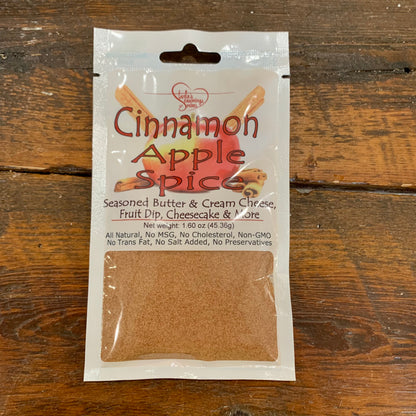 Cinnamon
Apple
Spice
Seasoned Butter & Cream Cheese,
Fruit Dip, Cheesecake & More
Net weight: 1.60 oz (45.36g)
All Natural, No MSG, No Cholesterol, Non-GMO
No Trans Fat, No Salt Added, No Preservatives